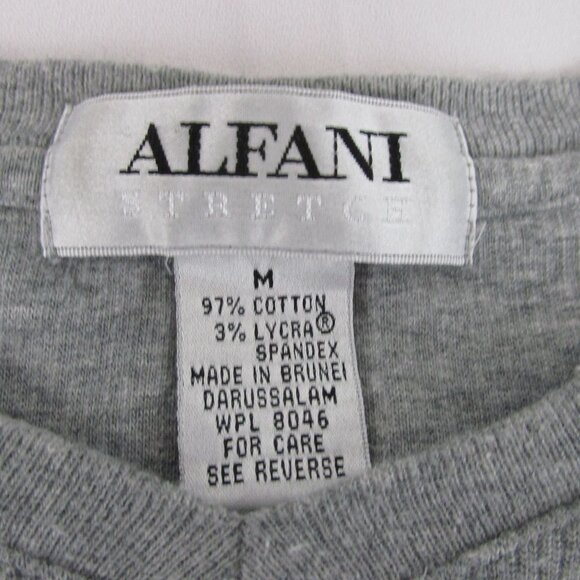 ALFANI
STRETCH
M
97% COTTON
3% LYCRA®
SPANDEX
MADE IN BRUNEI
DARUSSALAM
WPL 8046
FOR CARE
SEE REVERSE